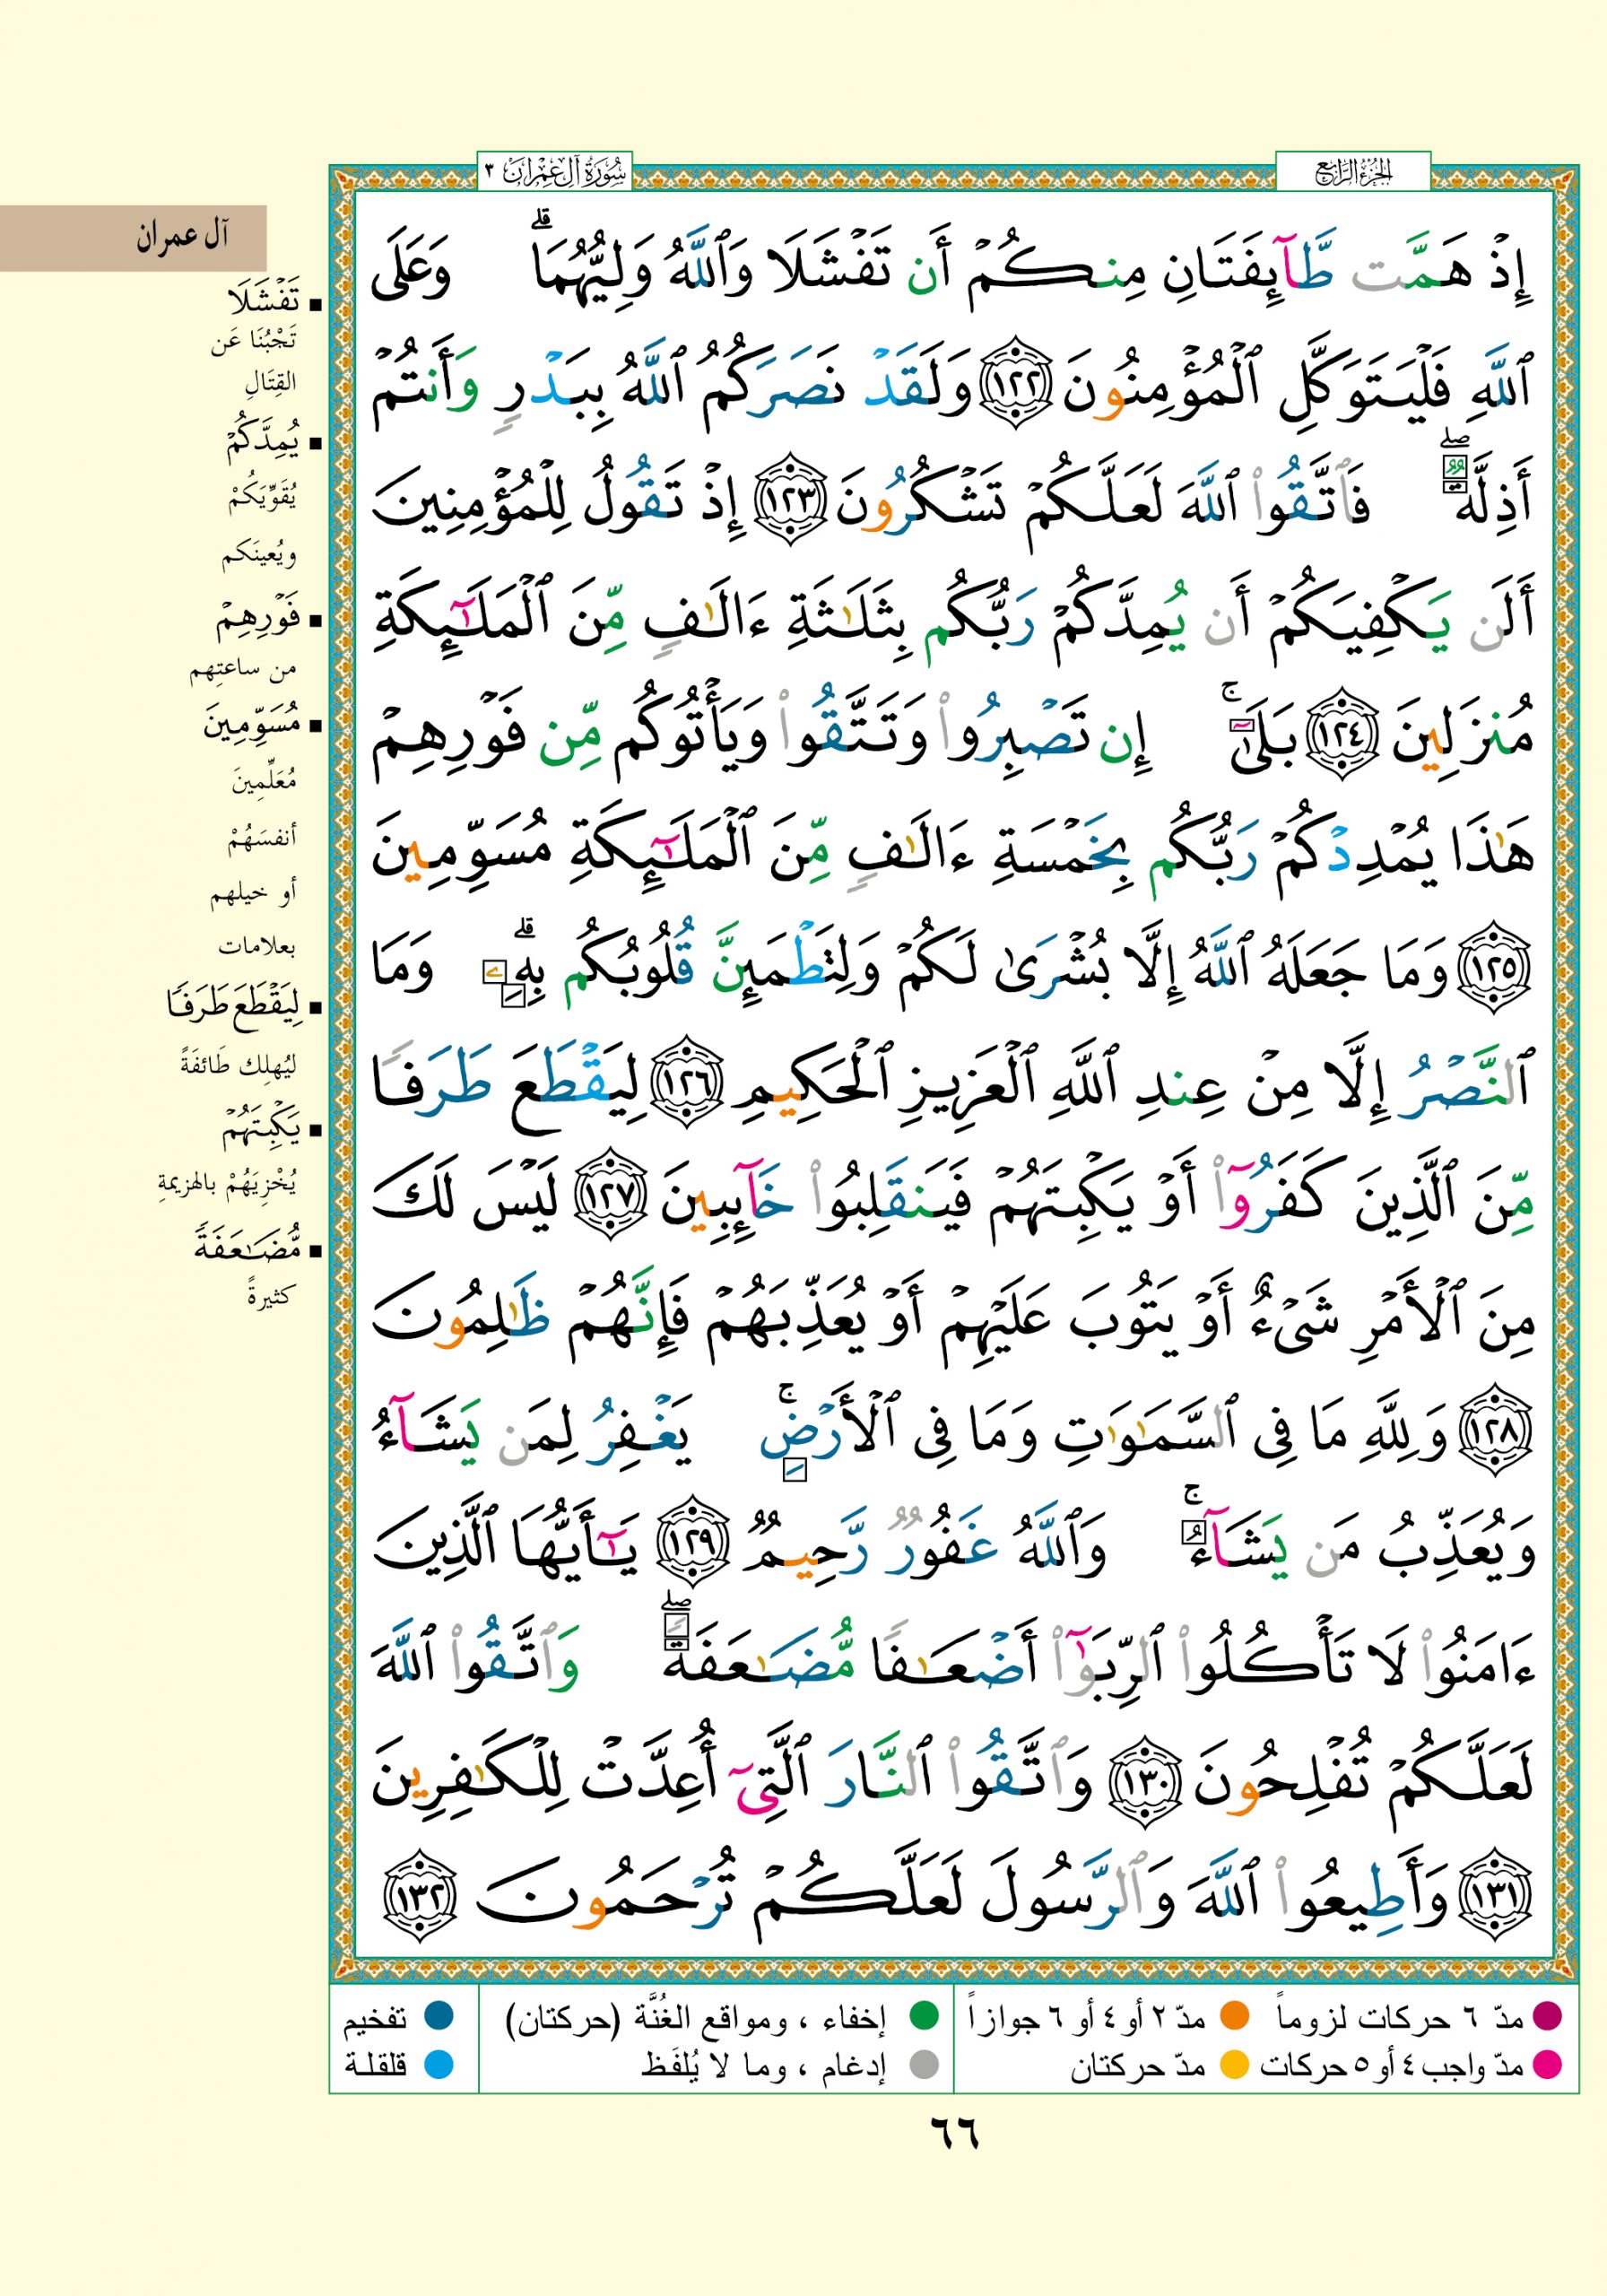 الجزء الرابع
سورة آل عمران ٣
إِذْ هَمَّت طَّآئِفَتَانِ مِنكُمْ أَن تَفْشَلَا وَٱللَّهُ وَلِيُّهُمَا ۗ وَعَلَى
ٱللَّهِ فَلْيَتَوَكَّلِ ٱلْمُؤْمِنُونَ ١٢٢ وَلَقَدْ نَصَرَكُمُ ٱللَّهُ بِبَدْرٍ وَأَنتُمْ
أَذِلَّةٌ ۖ فَٱتَّقُوا۟ ٱللَّهَ لَعَلَّكُمْ تَشْكُرُونَ ١٢٣ إِذْ تَقُولُ لِلْمُؤْمِنِينَ
أَلَن يَكْفِيَكُمْ أَن يُمِدَّكُمْ رَبُّكُم بِثَلَٰثَةِ ءَالَٰفٍ مِّنَ ٱلْمَلَٰٓئِكَةِ
مُنزَلِينَ ١٢٤ بَلَىٰٓ ۚ إِن تَصْبِرُوا۟ وَتَتَّقُوا۟ وَيَأْتُوكُم مِّن فَوْرِهِمْ
هَٰذَا يُمْدِدْكُمْ رَبُّكُم بِخَمْسَةِ ءَالَٰفٍ مِّنَ ٱلْمَلَٰٓئِكَةِ مُسَوِّمِينَ
١٢٥ وَمَا جَعَلَهُ ٱللَّهُ إِلَّا بُشْرَىٰ لَكُمْ وَلِتَطْمَئِنَّ قُلُوبُكُم بِهِۦ ۗ وَمَا
ٱلنَّصْرُ إِلَّا مِنْ عِندِ ٱللَّهِ ٱلْعَزِيزِ ٱلْحَكِيمِ ١٢٦ لِيَقْطَعَ طَرَفًا
مِّنَ ٱلَّذِينَ كَفَرُوٓا۟ أَوْ يَكْبِتَهُمْ فَيَنقَلِبُوا۟ خَآئِبِينَ ١٢٧ لَيْسَ لَكَ
مِنَ ٱلْأَمْرِ شَىْءٌ أَوْ يَتُوبَ عَلَيْهِمْ أَوْ يُعَذِّبَهُمْ فَإِنَّهُمْ ظَٰلِمُونَ
١٢٨ وَلِلَّهِ مَا فِى ٱلسَّمَٰوَٰتِ وَمَا فِى ٱلْأَرْضِ ۚ يَغْفِرُ لِمَن يَشَآءُ
وَيُعَذِّبُ مَن يَشَآءُ ۚ وَٱللَّهُ غَفُورٌ رَّحِيمٌ ١٢٩ يَٰٓأَيُّهَا ٱلَّذِينَ
ءَامَنُوا۟ لَا تَأْكُلُوا۟ ٱلرِّبَوٰٓا۟ أَضْعَٰفًا مُّضَٰعَفَةً ۖ وَٱتَّقُوا۟ ٱللَّهَ
لَعَلَّكُمْ تُفْلِحُونَ ١٣٠ وَٱتَّقُوا۟ ٱلنَّارَ ٱلَّتِىٓ أُعِدَّتْ لِلْكَٰفِرِينَ
١٣١ وَأَطِيعُوا۟ ٱللَّهَ وَٱلرَّسُولَ لَعَلَّكُمْ تُرْحَمُونَ ١٣٢
آل عمران
▪ تَفْشَلَا
تَجْبُنَا عَن
القِتَالِ
▪ يُمِدَّكُمْ
يُقَوِّيَكُمْ
ويُعينَكم
▪ فَوْرِهِمْ
من ساعتِهم
▪ مُسَوِّمِينَ
مُعَلِّمِينَ
أنفسَهُمْ
أو خيلهم
بعلامات
▪ لِيَقْطَعَ طَرَفًا
ليُهلِك طَائفَةً
▪ يَكْبِتَهُمْ
يُخْزِيَهُمْ بالهزيمةِ
▪ مُّضَٰعَفَةً
كثيرةً
مدّ ٦ حركات لزوماً
مدّ ٢ أو ٤ أو ٦ جوازاً
إخفاء ، ومواقع الغُنَّة (حركتان)
تفخيم
مدّ واجب ٤ أو ٥ حركات
مدّ حركتان
إدغام ، وما لا يُلفَظ
قلقلة
٦٦